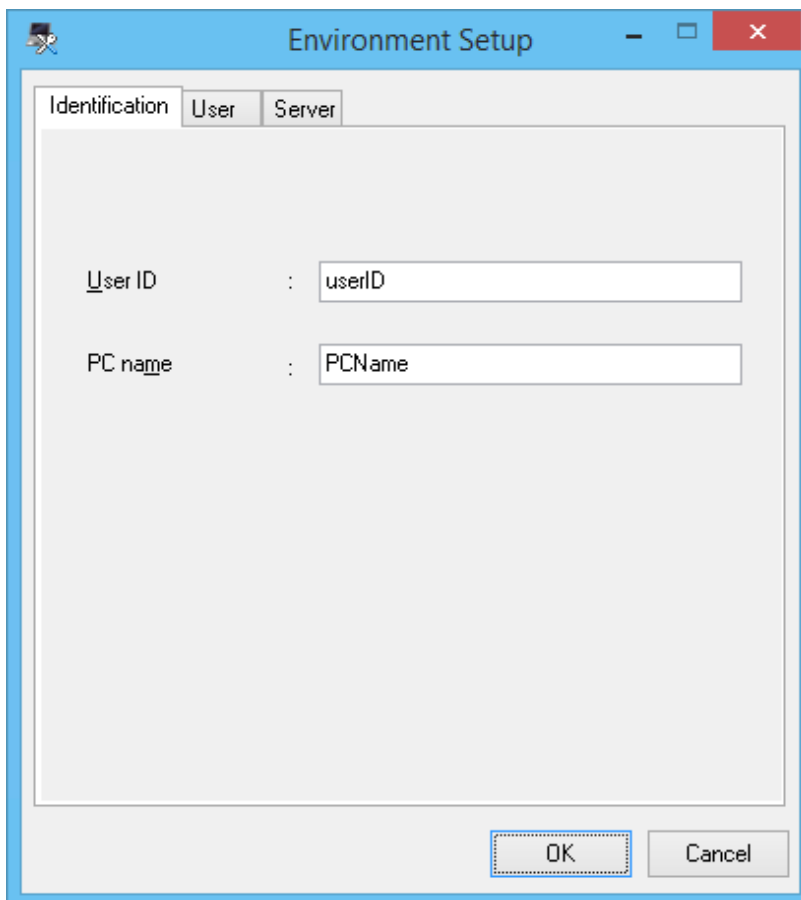 Environment Setup
Identification User Server
User ID : userID
PC name : PCName
OK Cancel